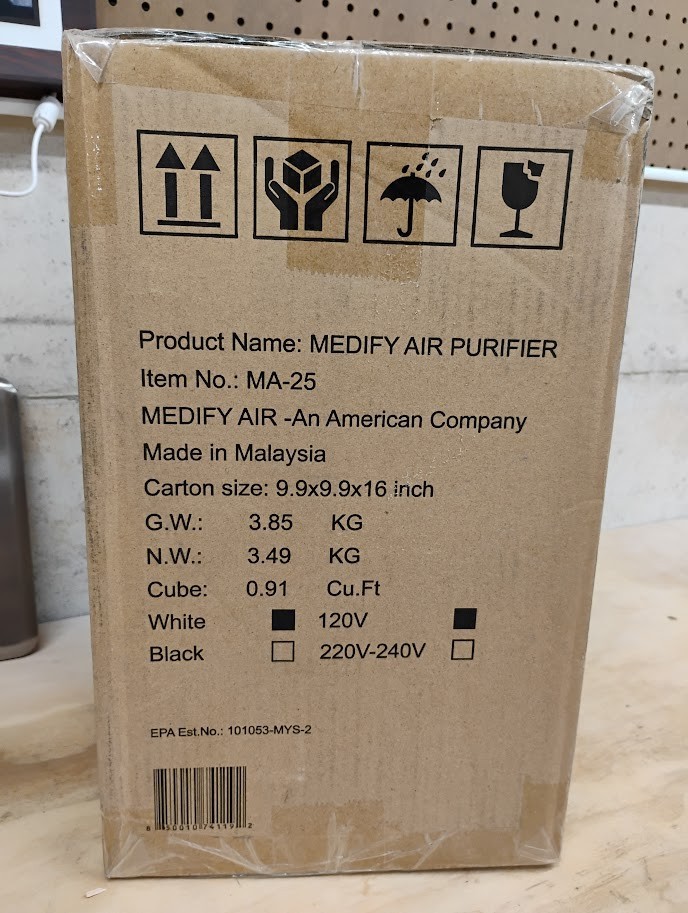 Product Name: MEDIFY AIR PURIFIER
Item No.: MA-25
MEDIFY AIR -An American Company
Made in Malaysia
Carton size: 9.9x9.9x16 inch
G.W.: 3.85 KG
N.W.: 3.49 KG
Cube: 0.91 Cu.Ft
White 120V
Black 220V-240V
EPA Est.No.: 101053-MYS-2